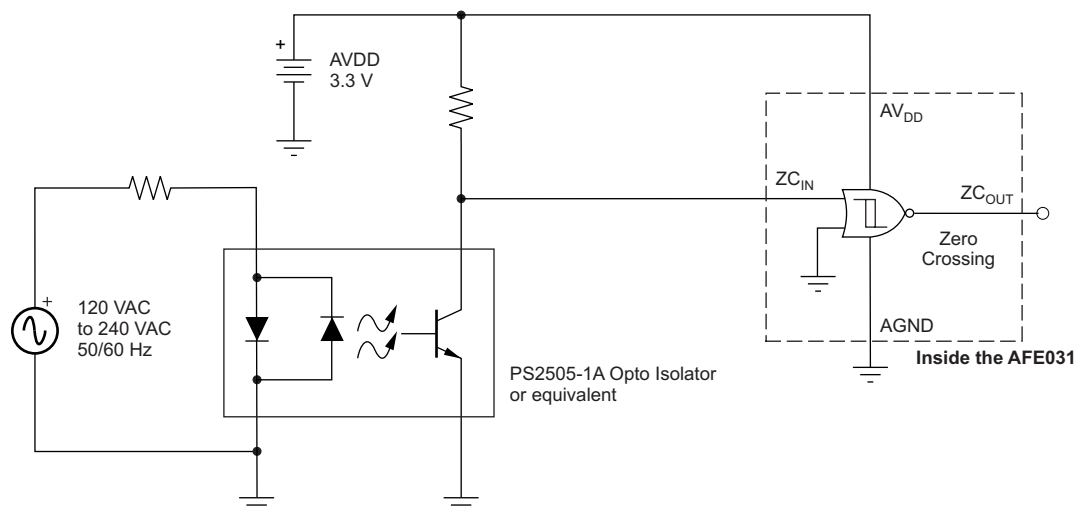 +
AVDD
3.3 V
AVDD
ZCIN
ZCOUT
Zero
Crossing
+
120 VAC
to 240 VAC
50/60 Hz
AGND
Inside the AFE031
PS2505-1A Opto Isolator
or equivalent